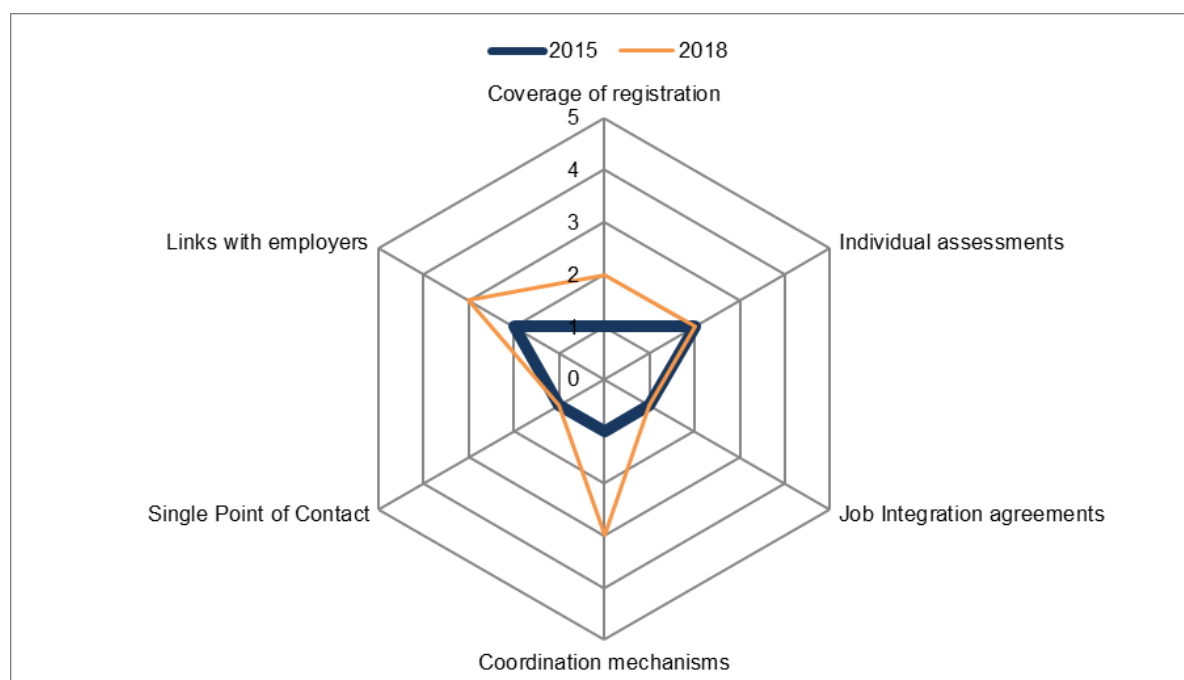 2015 2018
Coverage of registration
5
4
3
Links with employers
Individual assessments
2
1
0
Single Point of Contact
Job Integration agreements
Coordination mechanisms